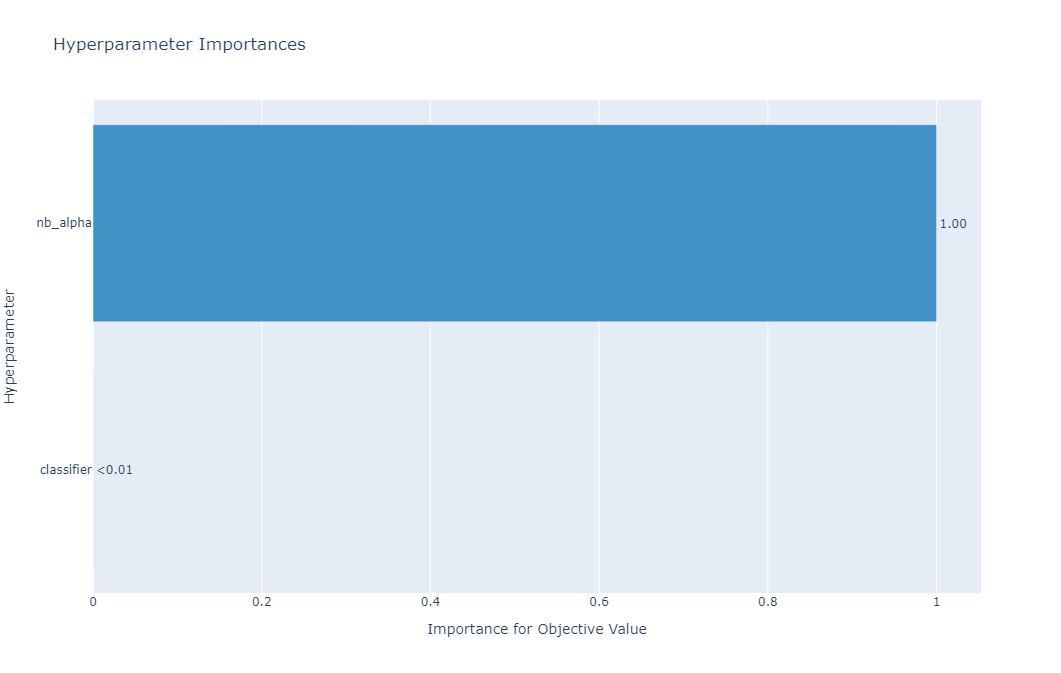 Hyperparameter Importances
Hyperparameter
nb_alpha
1.00
classifier
<0.01
0
0.2
0.4
0.6
0.8
1
Importance for Objective Value